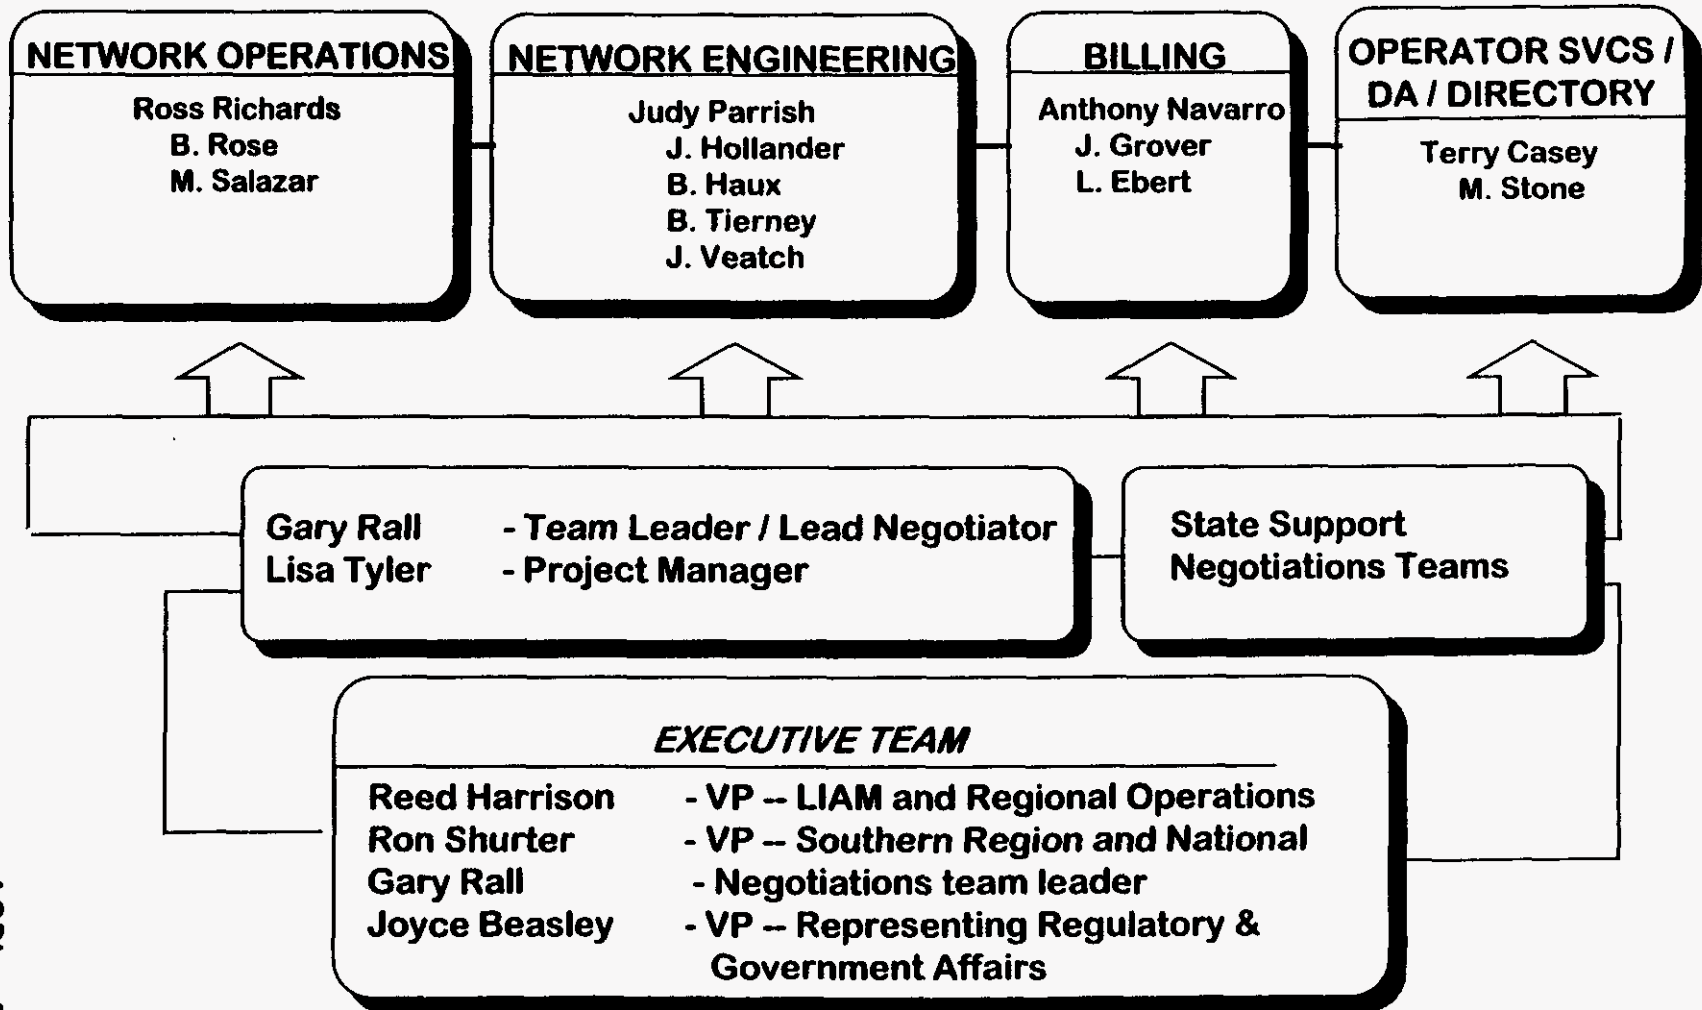 NETWORK OPERATIONS
Ross Richards
B. Rose
M. Salazar
NETWORK ENGINEERING
Judy Parrish
J. Hollander
B. Haux
B. Tierney
J. Veatch
BILLING
Anthony Navarro
J. Grover
L. Ebert
OPERATOR SVCS /
DA / DIRECTORY
Terry Casey
M. Stone
Gary Rall - Team Leader / Lead Negotiator
Lisa Tyler - Project Manager
State Support
Negotiations Teams
EXECUTIVE TEAM
Reed Harrison - VP -- LIAM and Regional Operations
Ron Shurter - VP -- Southern Region and National
Gary Rall - Negotiations team leader
Joyce Beasley - VP -- Representing Regulatory &
Government Affairs